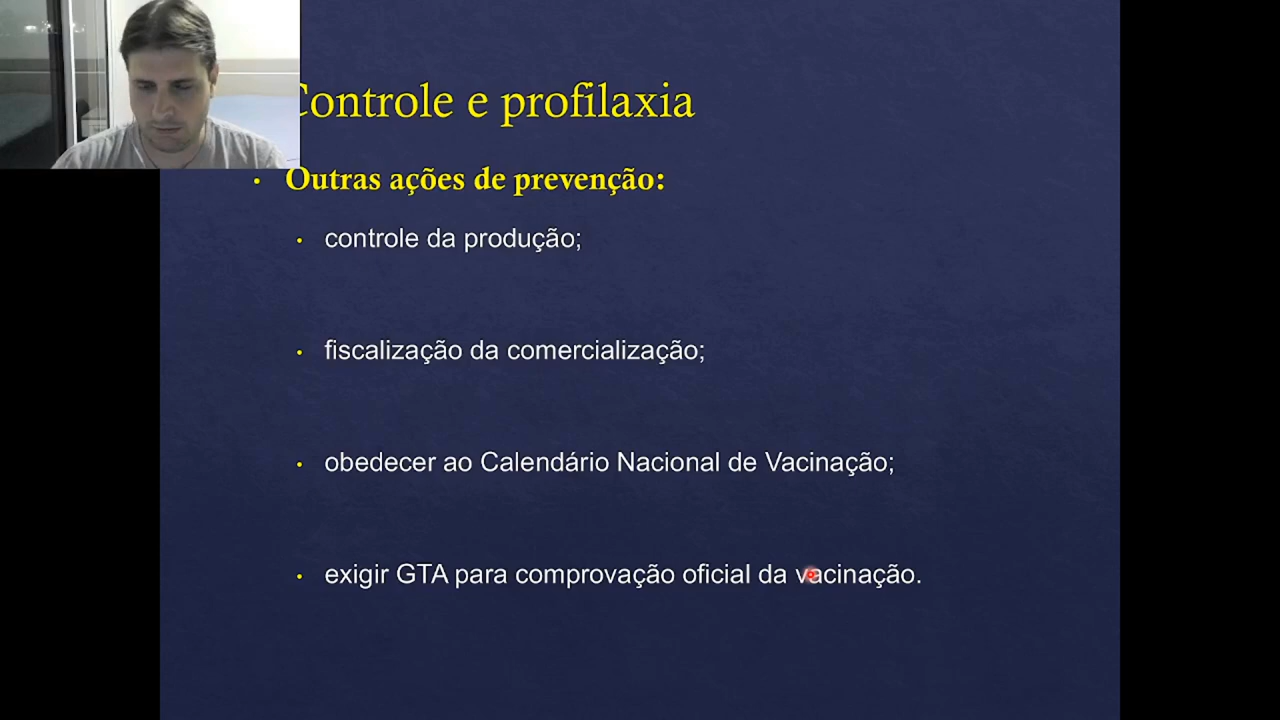 Controle e profilaxia
• Outras ações de prevenção:
• controle da produção;
• fiscalização da comercialização;
• obedecer ao Calendário Nacional de Vacinação;
• exigir GTA para comprovação oficial da vacinação.